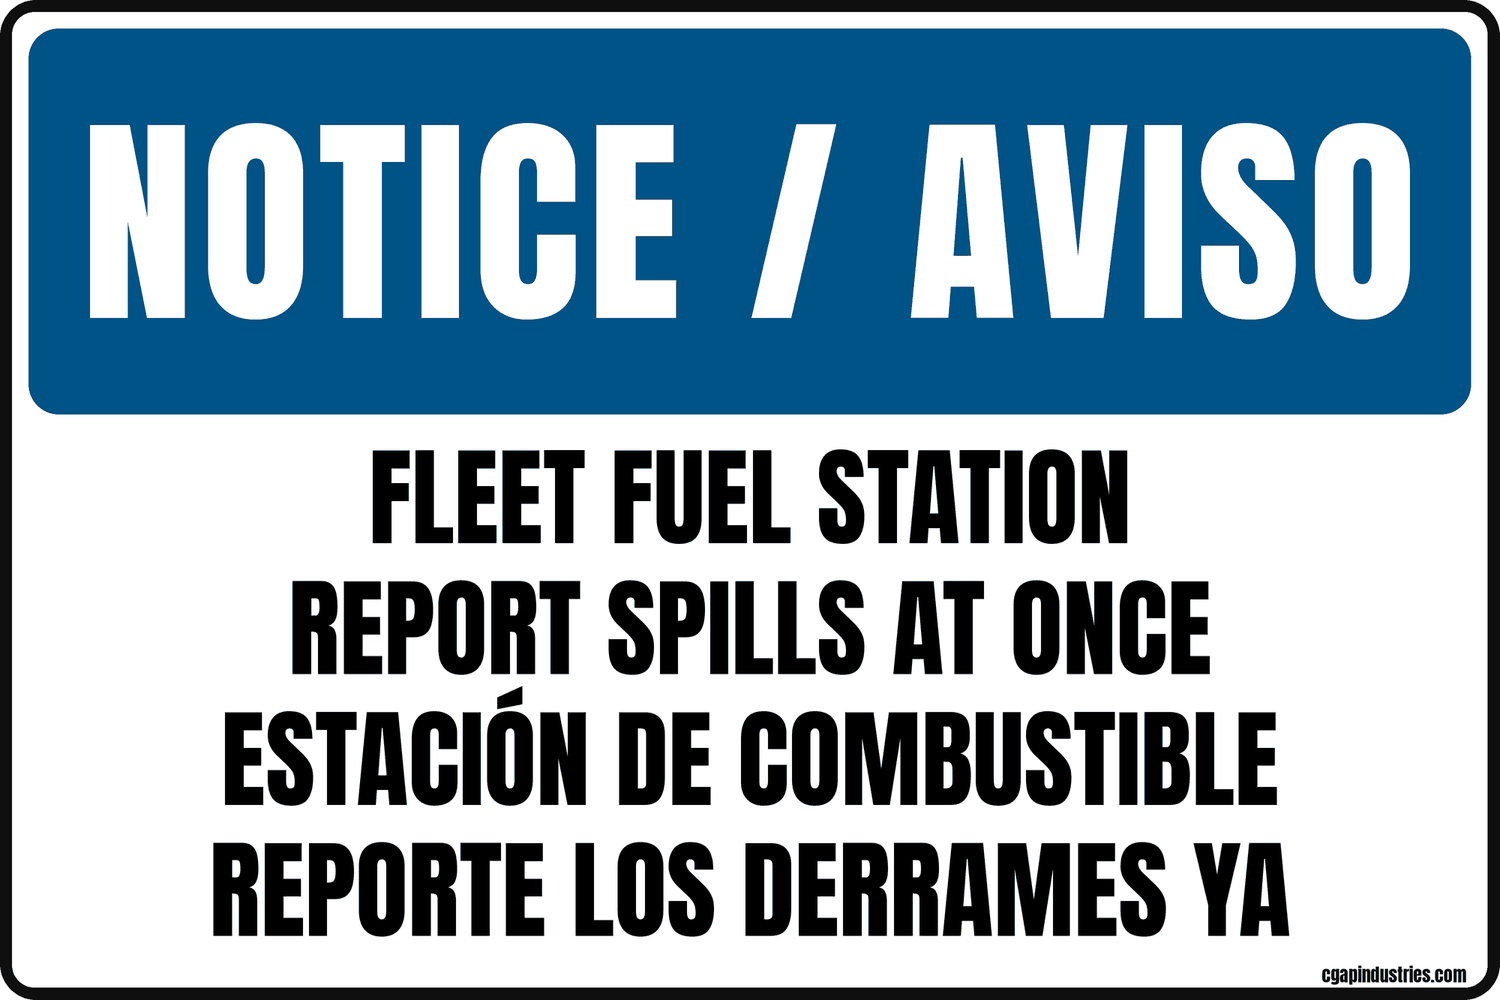 NOTICE / AVISO
FLEET FUEL STATION
REPORT SPILLS AT ONCE
ESTACIÓN DE COMBUSTIBLE
REPORTE LOS DERRAMES YA
cgapindustries.com